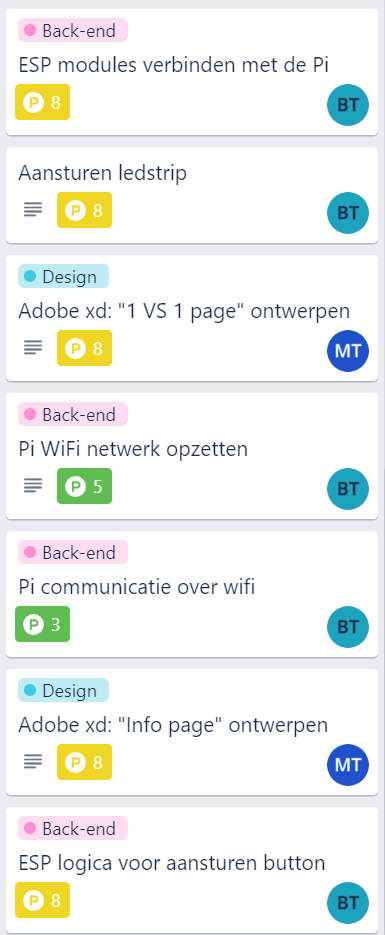 Back-end
ESP modules verbinden met de Pi
P 8 BT
Aansturen ledstrip
P 8 BT
Design
Adobe xd: "1 VS 1 page" ontwerpen
P 8 MT
Back-end
Pi WiFi netwerk opzetten
P 5 BT
Back-end
Pi communicatie over wifi
P 3 BT
Design
Adobe xd: "Info page" ontwerpen
P 8 MT
Back-end
ESP logica voor aansturen button
P 8 BT